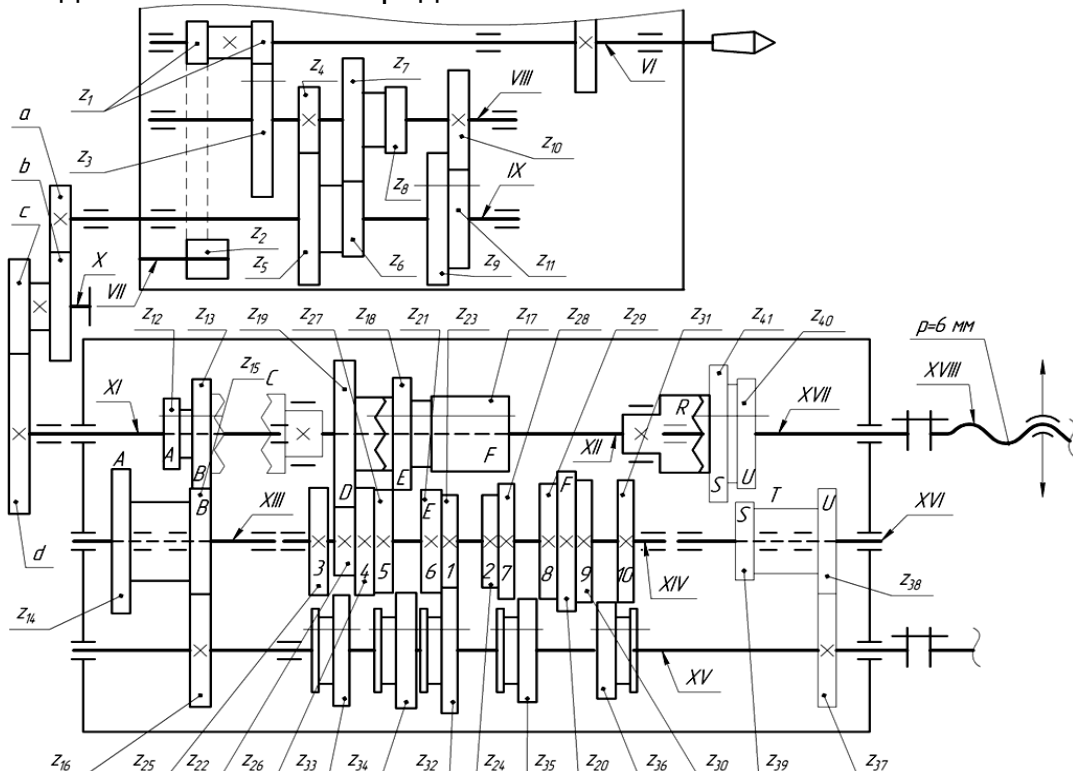 z4
z7
VIII
VI
z1
a
z3
z8
z10
b
IX
c
X
VII
z2
z5
z6
z9
z11
z12
z13
z19
z27
z18
z21
z23
z17
z28
z29
z31
z41
z40
p=6 мм
XVIII
z15
C
XI
R
XVII
A
B
E
F
XII
S
U
A
B
XIII
D
E
F
S
T
U
XVI
3
4
5
6
1
2
7
8
9
10
XIV
d
z14
z38
XV
z16
z25
z22
z26
z33
z34
z32
z24
z35
z20
z36
z30
z39
z37